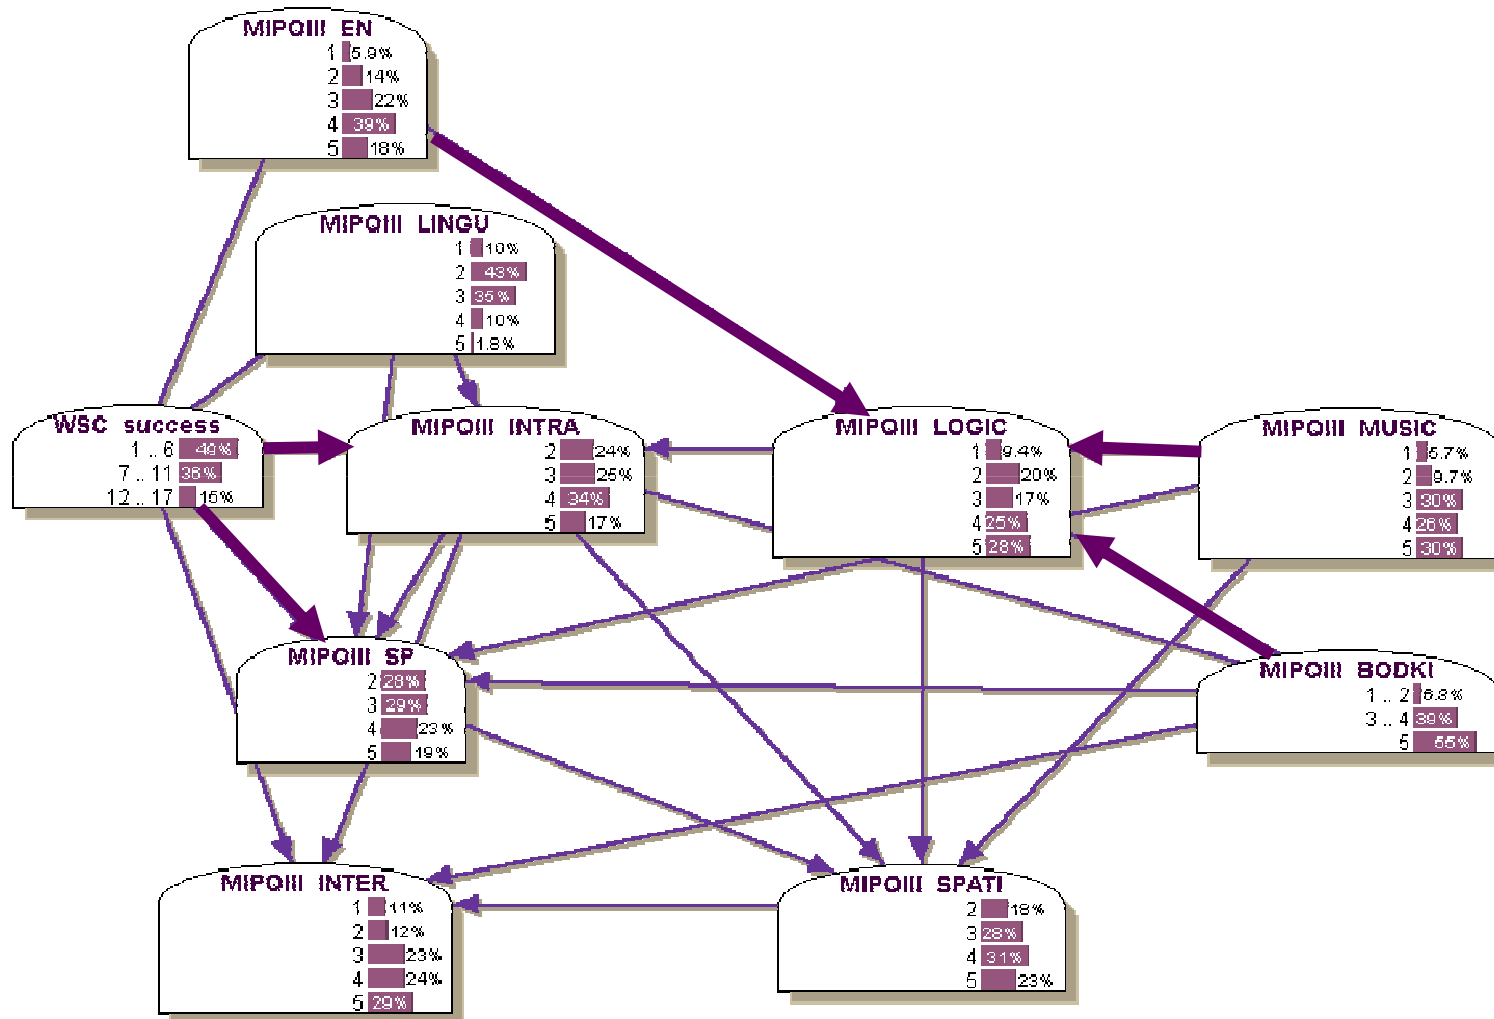 MIPQIII EN
1 5.9%
2 14%
3 22%
4 39%
5 18%
MIPQIII LINGU
1 10%
2 43%
3 35%
4 10%
5 1.8%
WSC success
1 .. 6 49%
7 .. 11 36%
12 .. 17 15%
MIPQIII INTRA
2 24%
3 25%
4 34%
5 17%
MIPQIII LOGIC
1 9.4%
2 20%
3 17%
4 25%
5 28%
MIPQIII MUSIC
1 5.7%
2 9.7%
3 30%
4 26%
5 30%
MIPQIII SP
2 28%
3 29%
4 23%
5 19%
MIPQIII BODKI
1 .. 2 6.3%
3 .. 4 39%
5 55%
MIPQIII INTER
1 11%
2 12%
3 23%
4 24%
5 29%
MIPQIII SPATI
2 18%
3 28%
4 31%
5 23%